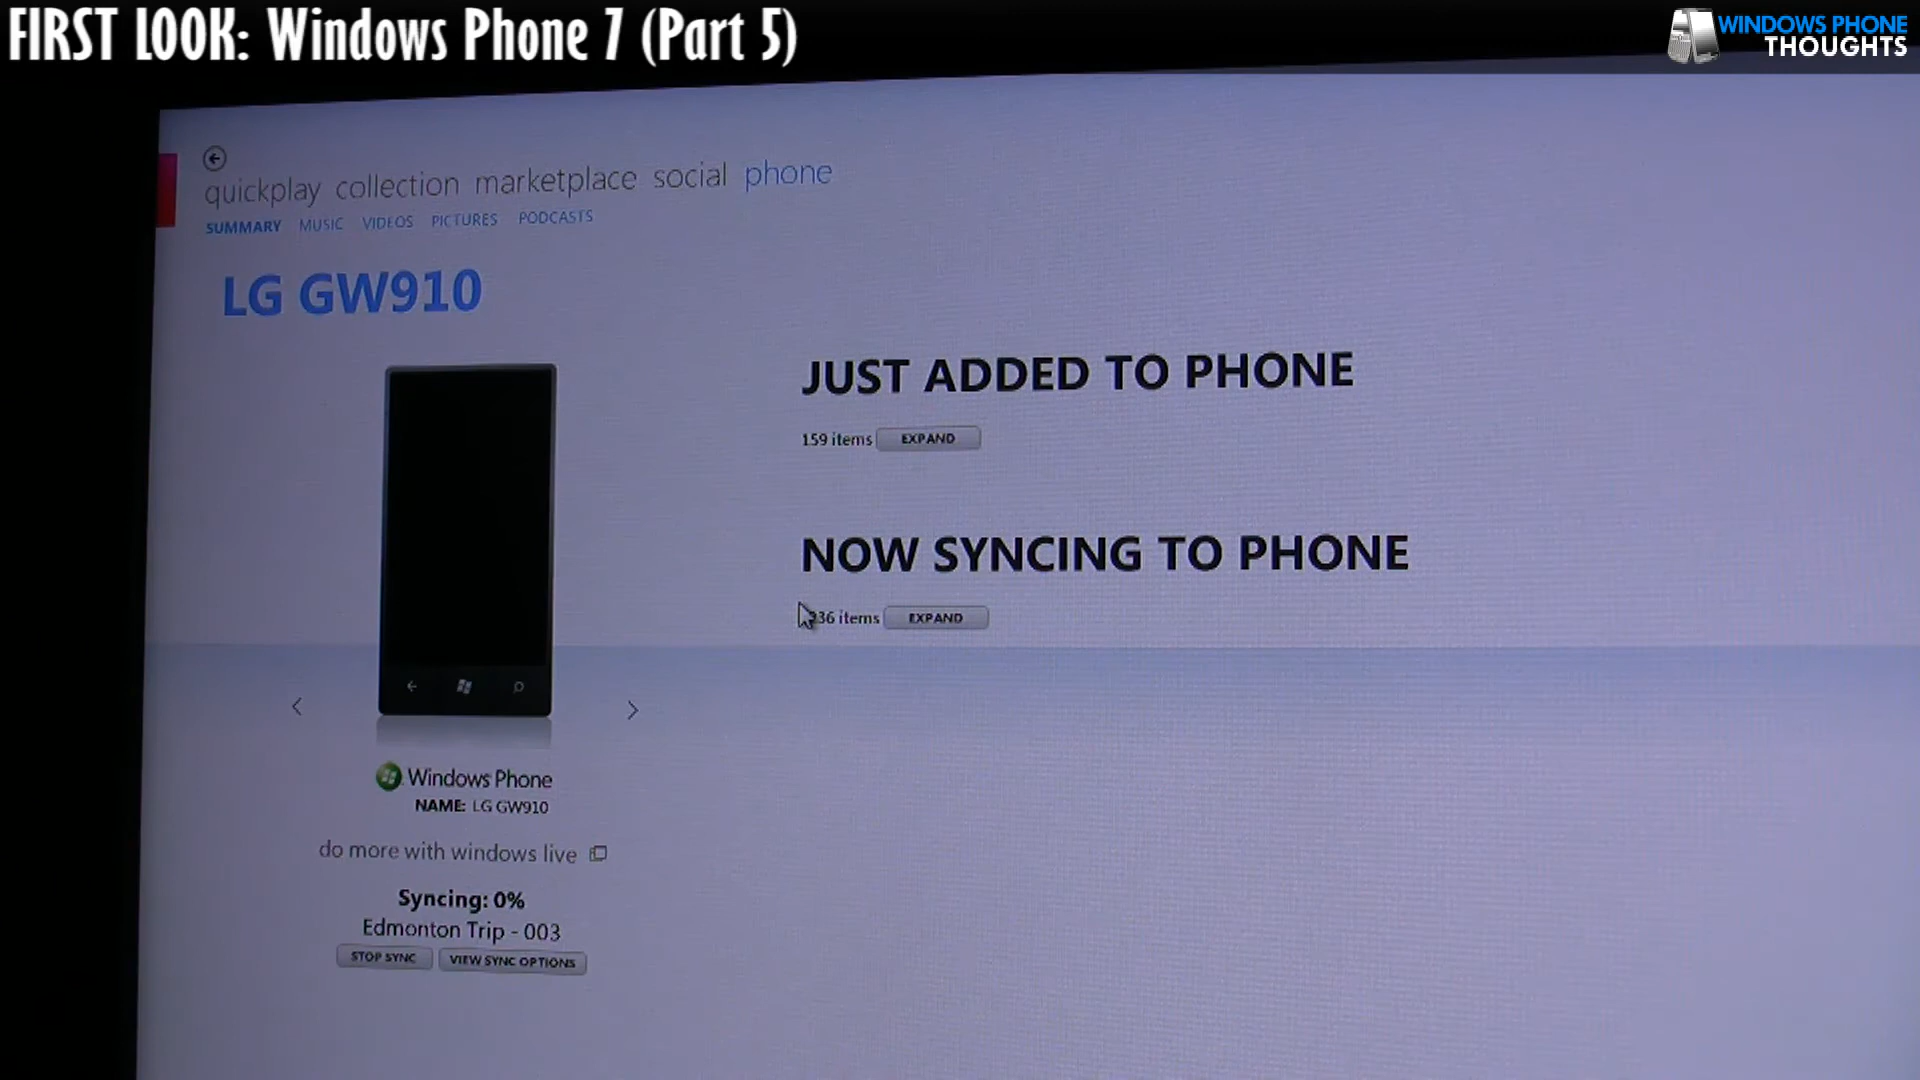 FIRST LOOK: Windows Phone 7 (Part 5)
WINDOWS PHONE
THOUGHTS
quickplay collection marketplace social phone
SUMMARY MUSIC VIDEOS PICTURES PODCASTS
LG GW910
JUST ADDED TO PHONE
159 items EXPAND
NOW SYNCING TO PHONE
items EXPAND
Windows Phone
NAME: LG GW910
do more with windows live
Syncing: 0%
Edmonton Trip - 003
STOP SYNC VIEW SYNC OPTIONS